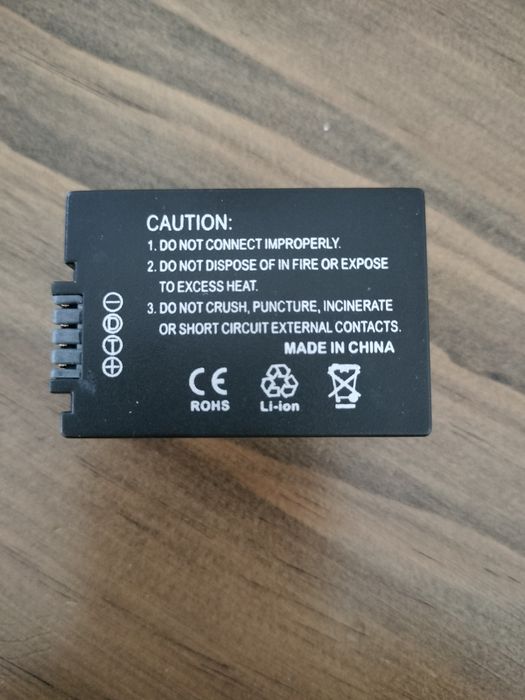 CAUTION:
1. DO NOT CONNECT IMPROPERLY.
2. DO NOT DISPOSE OF IN FIRE OR EXPOSE
TO EXCESS HEAT.
3. DO NOT CRUSH, PUNCTURE, INCINERATE
OR SHORT CIRCUIT EXTERNAL CONTACTS.
MADE IN CHINA
− D T +
CE
ROHS
Li-ion